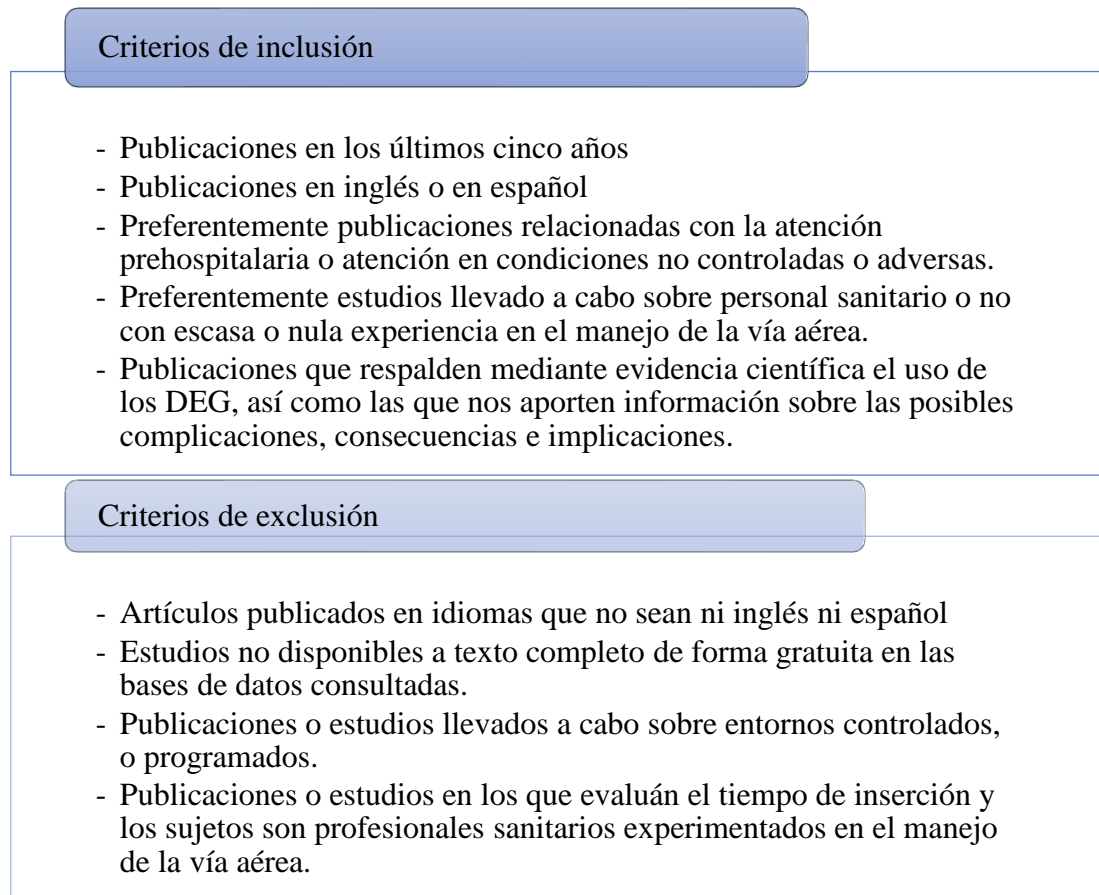 Criterios de inclusión
- Publicaciones en los últimos cinco años
- Publicaciones en inglés o en español
- Preferentemente publicaciones relacionadas con la atención
prehospitalaria o atención en condiciones no controladas o adversas.
- Preferentemente estudios llevado a cabo sobre personal sanitario o no
con escasa o nula experiencia en el manejo de la vía aérea.
- Publicaciones que respalden mediante evidencia científica el uso de
los DEG, así como las que nos aporten información sobre las posibles
complicaciones, consecuencias e implicaciones.
Criterios de exclusión
- Artículos publicados en idiomas que no sean ni inglés ni español
- Estudios no disponibles a texto completo de forma gratuita en las
bases de datos consultadas.
- Publicaciones o estudios llevados a cabo sobre entornos controlados,
o programados.
- Publicaciones o estudios en los que evaluán el tiempo de inserción y
los sujetos son profesionales sanitarios experimentados en el manejo
de la vía aérea.